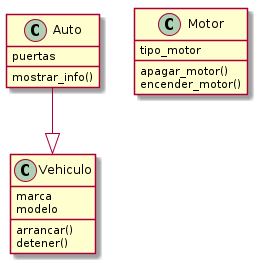 C Auto
puertas
mostrar_info()
C Motor
tipo_motor
apagar_motor()
encender_motor()
C Vehiculo
marca
modelo
arrancar()
detener()